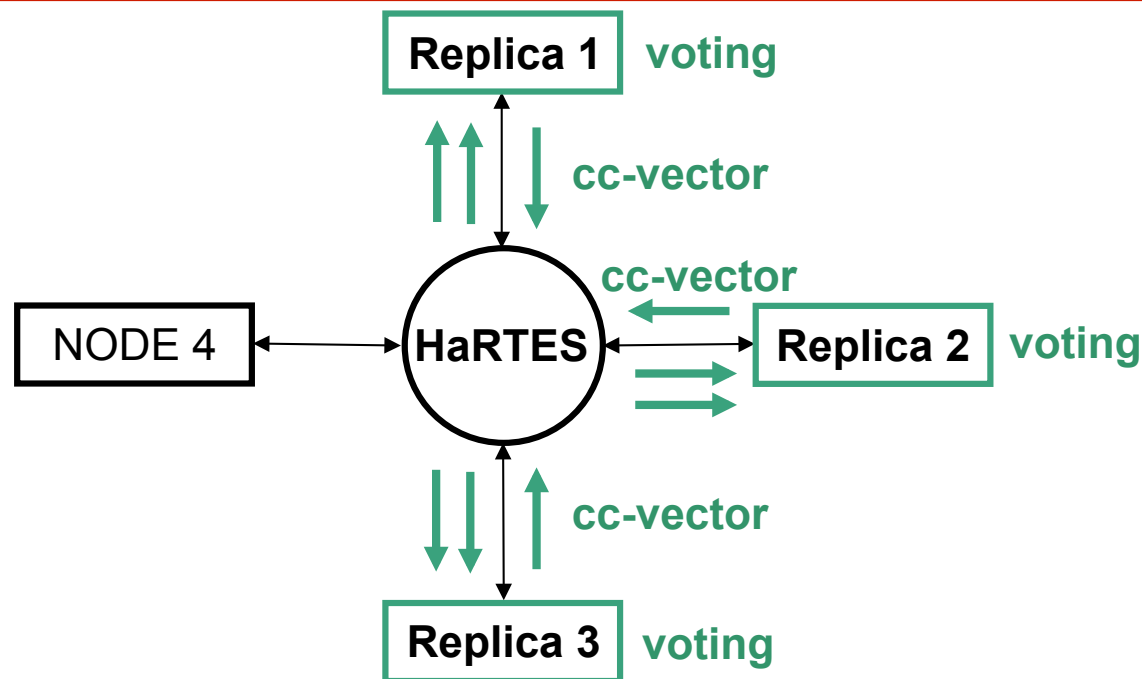 Replica 1 voting
cc-vector
cc-vector
NODE 4 HaRTES Replica 2 voting
cc-vector
Replica 3 voting